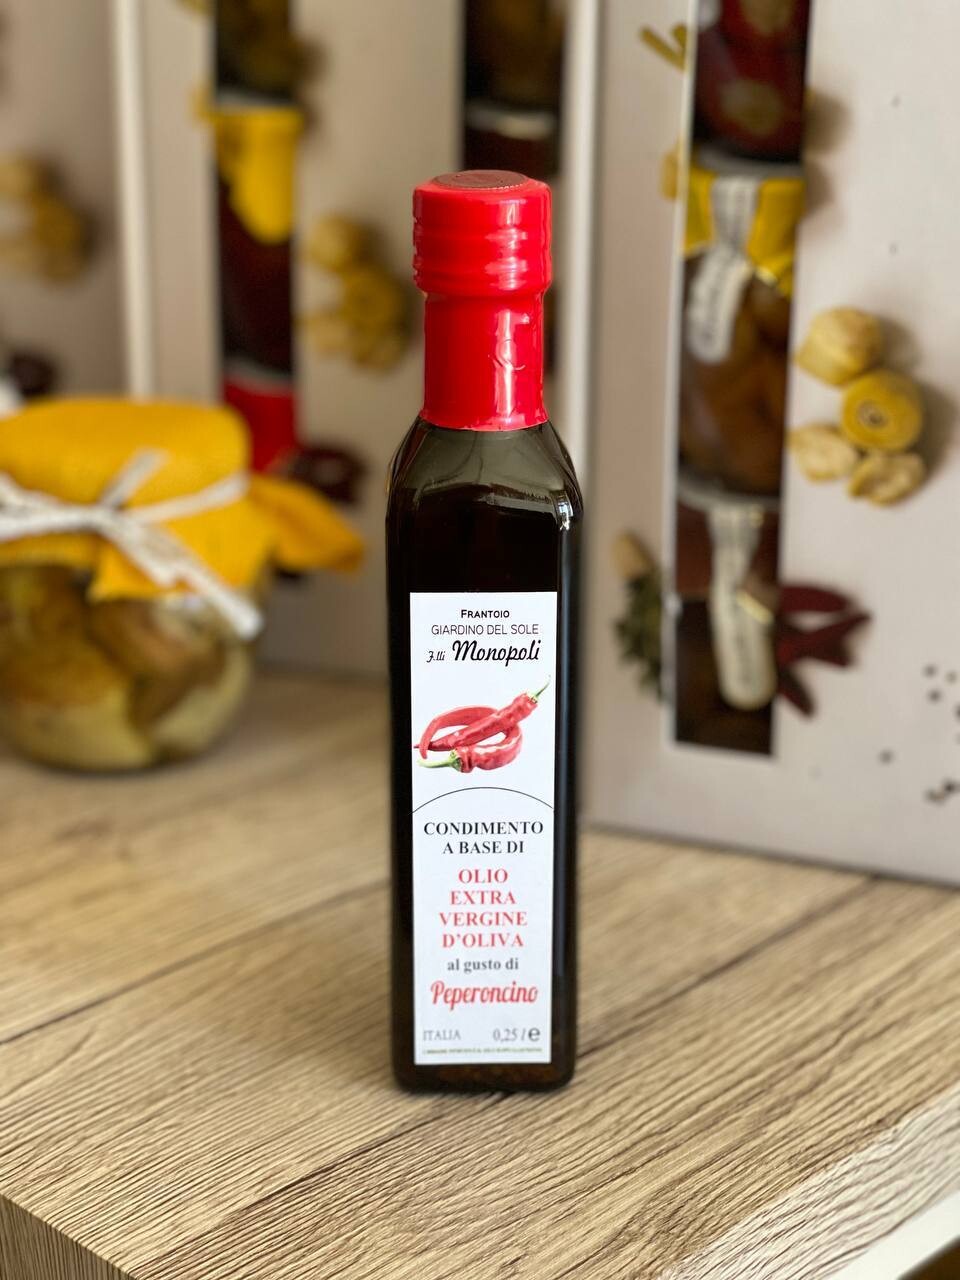 FRANTOIO
GIARDINO DEL SOLE
F.lli Monopoli
CONDIMENTO
A BASE DI
OLIO
EXTRA
VERGINE
D'OLIVA
al gusto di
Peperoncino
ITALIA 0,25 l e